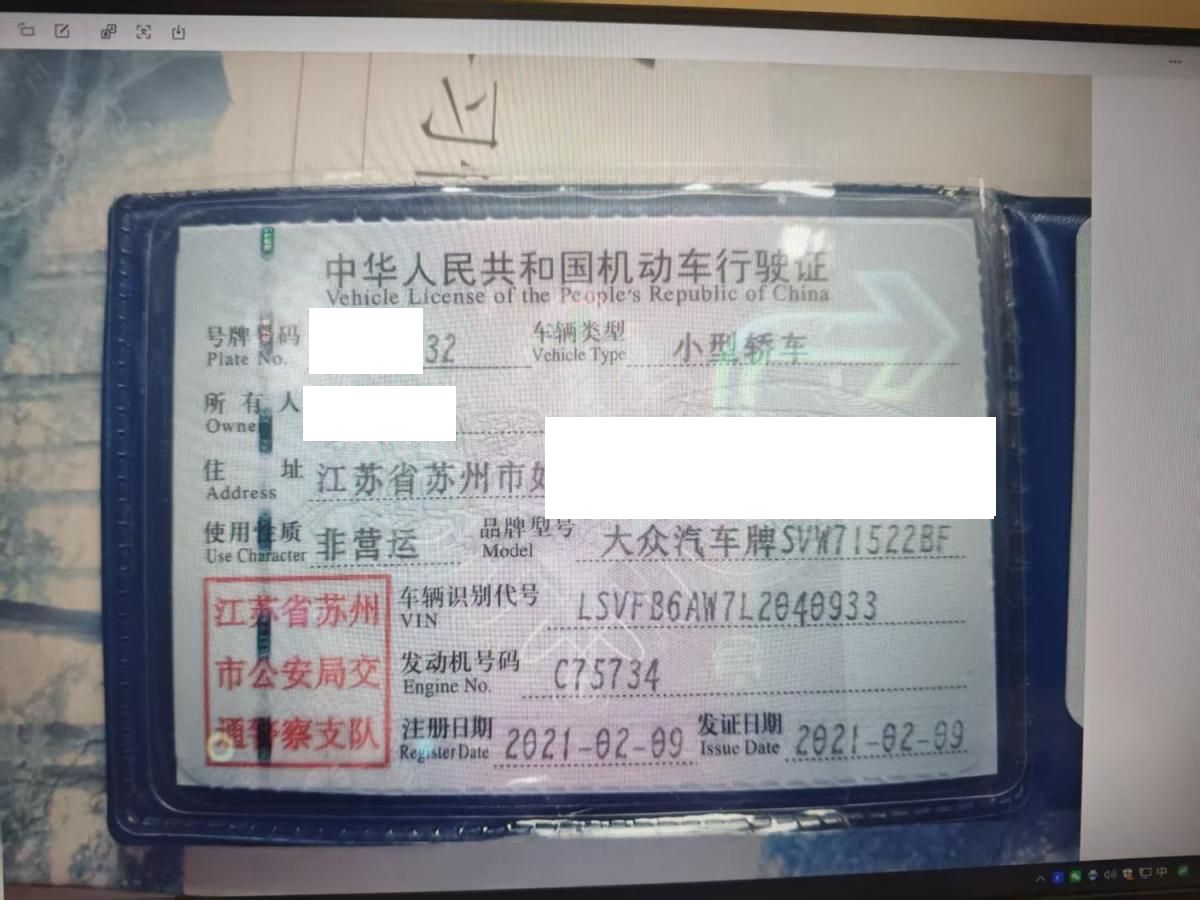 中华人民共和国机动车行驶证
Vehicle License of the People's Republic of China
号牌号码 32 车辆类型 小型轿车
Plate No. Vehicle Type
所有人
Owner
住址 江苏省苏州市
Address
使用性质 非营运 品牌型号 大众汽车牌SVW71522BF
Use Character Model
江苏省苏州 车辆识别代号 LSVFB6AW7L2040933
VIN
市公安局交 发动机号码 C75734
Engine No.
通警察支队 注册日期 2021-02-09 发证日期 2021-02-09
Register Date Issue Date
中